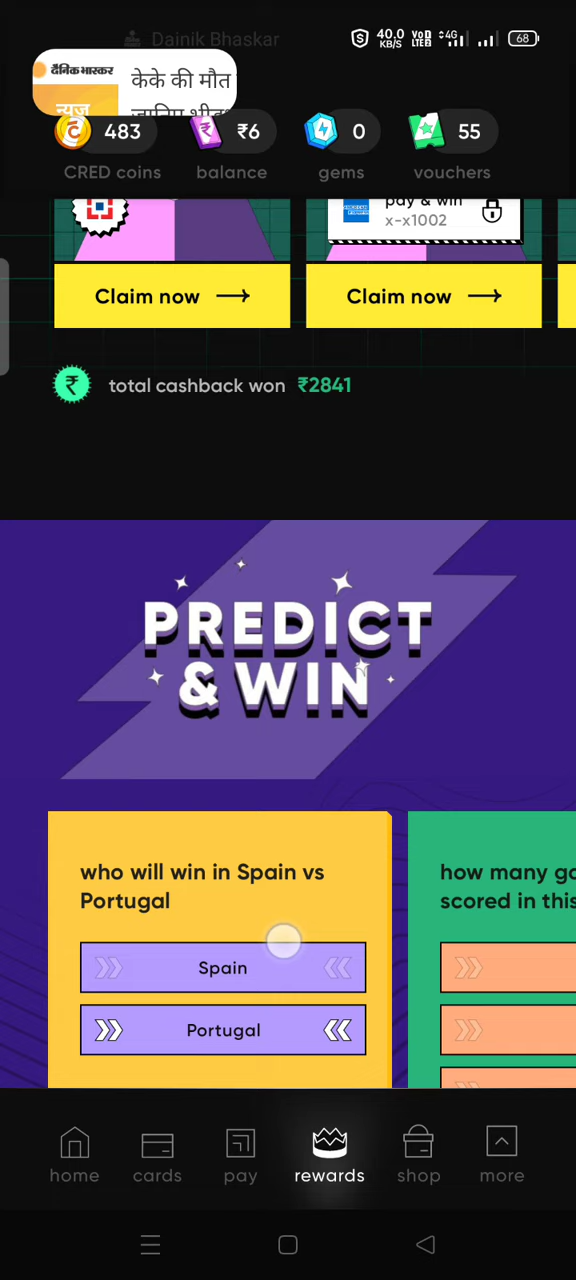 Dainik Bhaskar
40.0 KB/S VoD LTE2 4G 68
दैनिक भास्कर
केके की मौत
न्यूज़
483 ₹6 0 55
CRED coins balance gems vouchers
pay & win
x-x1002
Claim now Claim now
total cashback won ₹2841
PREDICT
& WIN
who will win in Spain vs
Portugal
how many
scored in this
Spain
Portugal
home cards pay rewards shop more